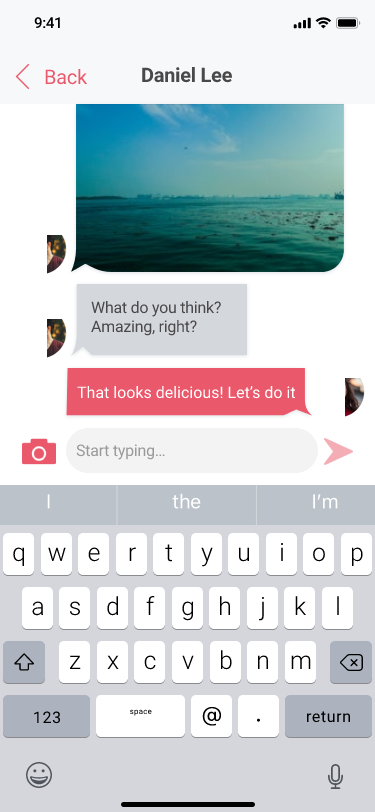 9:41
Back
Daniel Lee
What do you think?
Amazing, right?
That looks delicious! Let's do it
Start typing...
I the I'm
q w e r t y u i o p
a s d f g h j k l
z x c v b n m
123 space @ . return